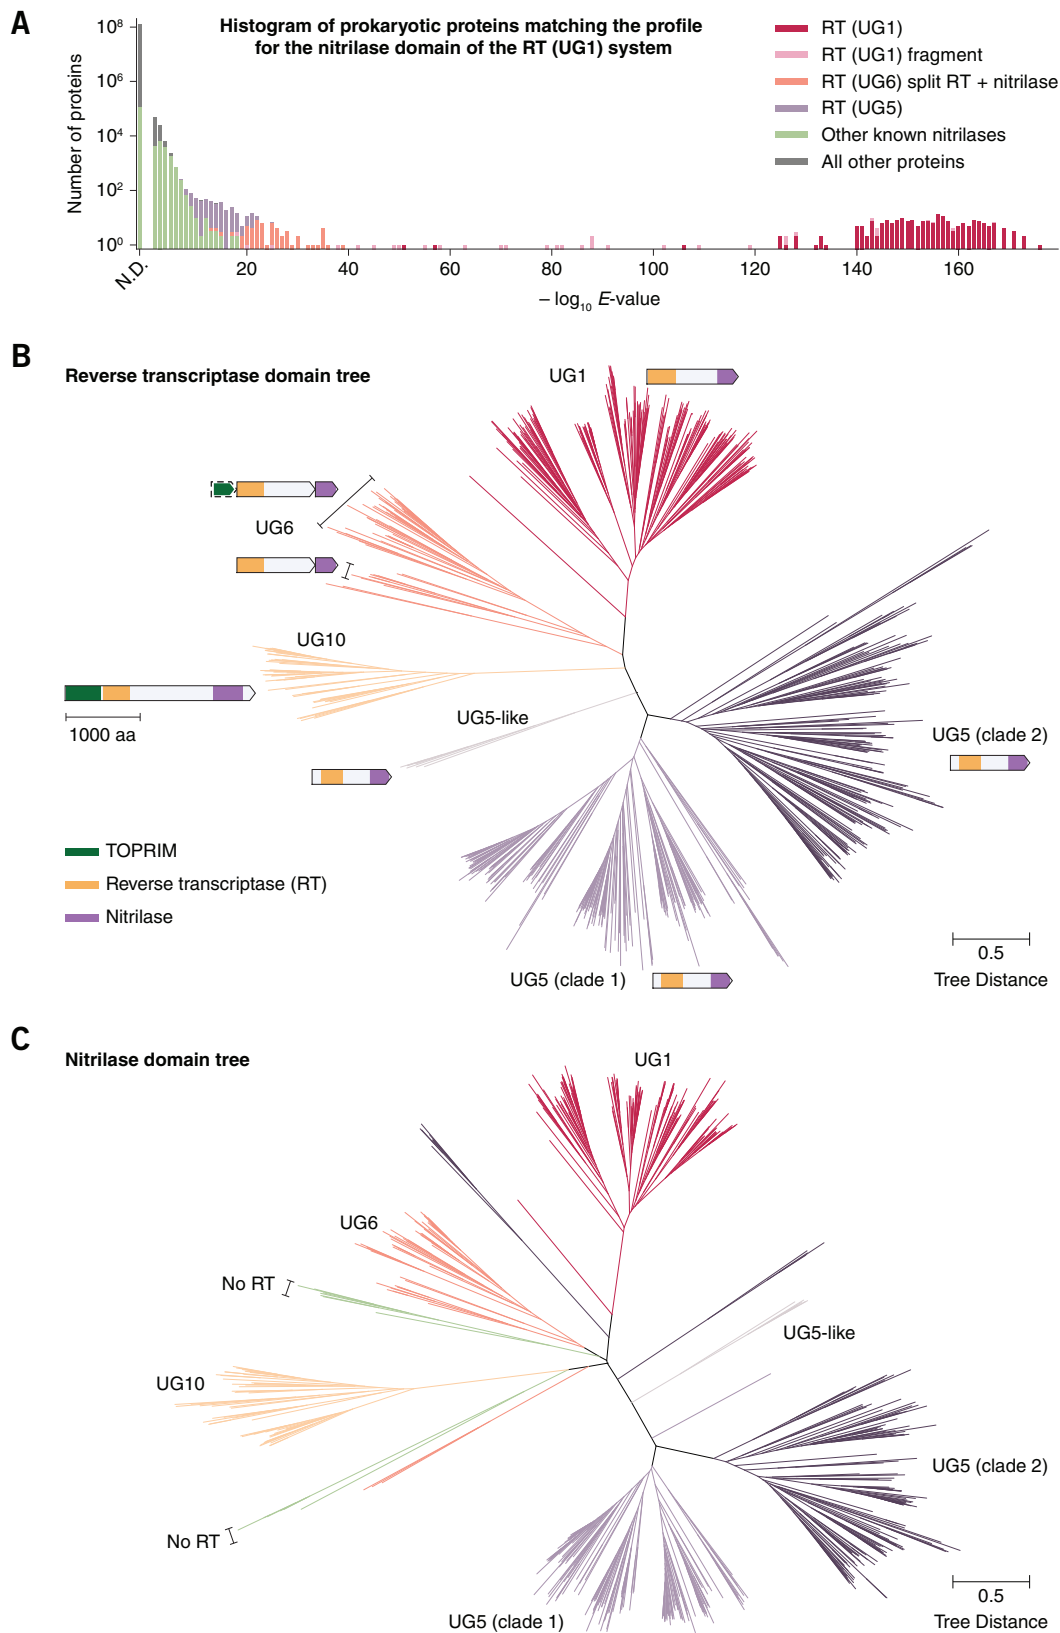 A
Histogram of prokaryotic proteins matching the profile
for the nitrilase domain of the RT (UG1) system
Number of proteins
10⁸
10⁶
10⁴
10²
10⁰
N.D.
20
40
60
80
100
120
140
160
– log₁₀ E-value
RT (UG1)
RT (UG1) fragment
RT (UG6) split RT + nitrilase
RT (UG5)
Other known nitrilases
All other proteins
B
Reverse transcriptase domain tree
UG1
UG6
UG10
1000 aa
UG5-like
UG5 (clade 2)
UG5 (clade 1)
TOPRIM
Reverse transcriptase (RT)
Nitrilase
0.5
Tree Distance
C
Nitrilase domain tree
UG1
UG6
No RT
UG5-like
UG10
UG5 (clade 2)
No RT
UG5 (clade 1)
0.5
Tree Distance